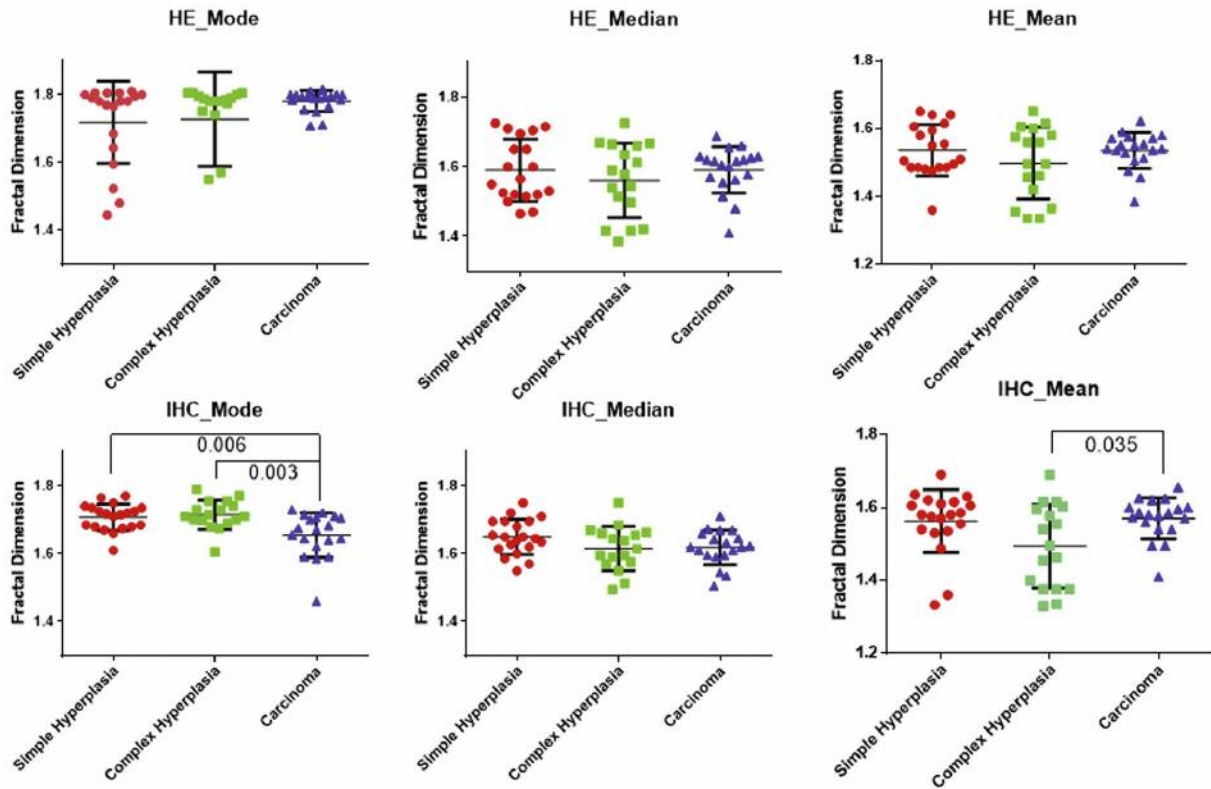 HE_Mode
Fractal Dimension
1.8
1.6
1.4
Simple Hyperplasia
Complex Hyperplasia
Carcinoma
HE_Median
Fractal Dimension
1.6
1.4
Simple Hyperplasia
Complex Hyperplasia
Carcinoma
HE_Mean
Fractal Dimension
1.8
1.6
1.4
1.2
Simple Hyperplasia
Complex Hyperplasia
Carcinoma
IHC_Mode
0.006
0.003
Fractal Dimension
1.8
1.6
1.4
Simple Hyperplasia
Complex Hyperplasia
Carcinoma
IHC_Median
Fractal Dimension
1.8
1.6
1.4
Simple Hyperplasia
Complex Hyperplasia
Carcinoma
IHC_Mean
0.035
Fractal Dimension
1.8
1.6
1.4
1.2
Simple Hyperplasia
Complex Hyperplasia
Carcinoma